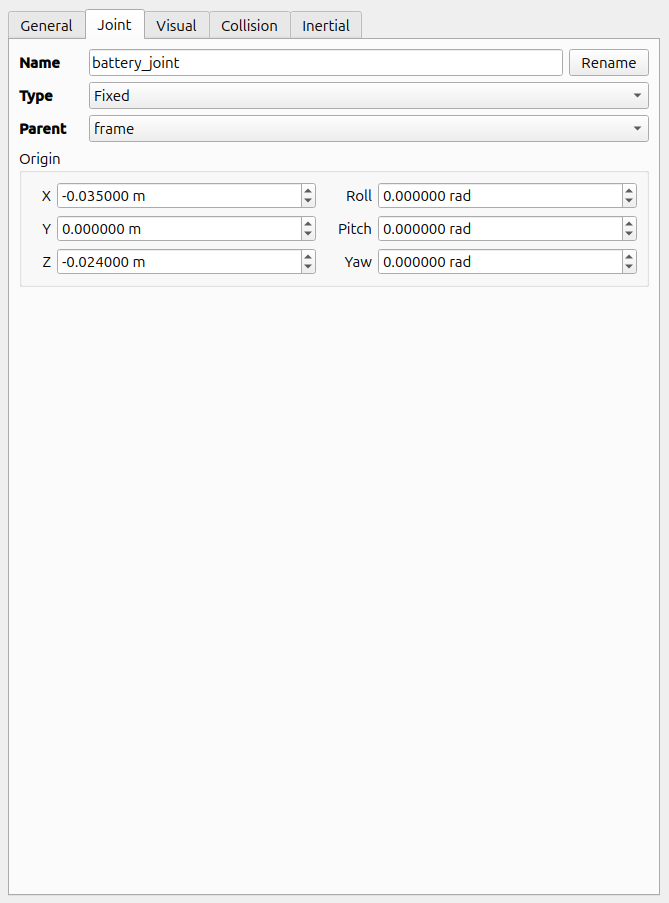 General Joint Visual Collision Inertial
Name battery_joint Rename
Type Fixed
Parent frame
Origin
X -0.035000 m Roll 0.000000 rad
Y 0.000000 m Pitch 0.000000 rad
Z -0.024000 m Yaw 0.000000 rad